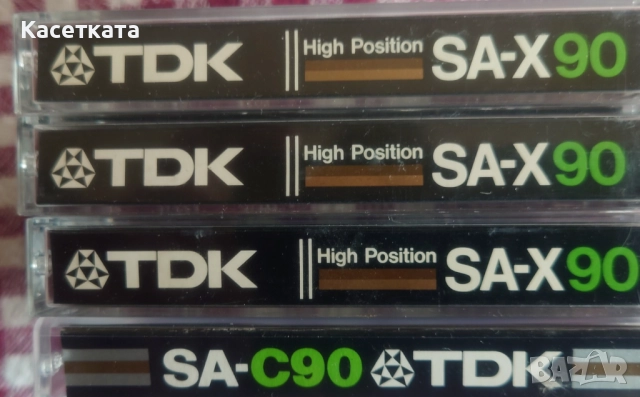 Касетката
TDK High Position SA-X90
TDK High Position SA-X90
TDK High Position SA-X90
SA-C90 TDK
BAZAR